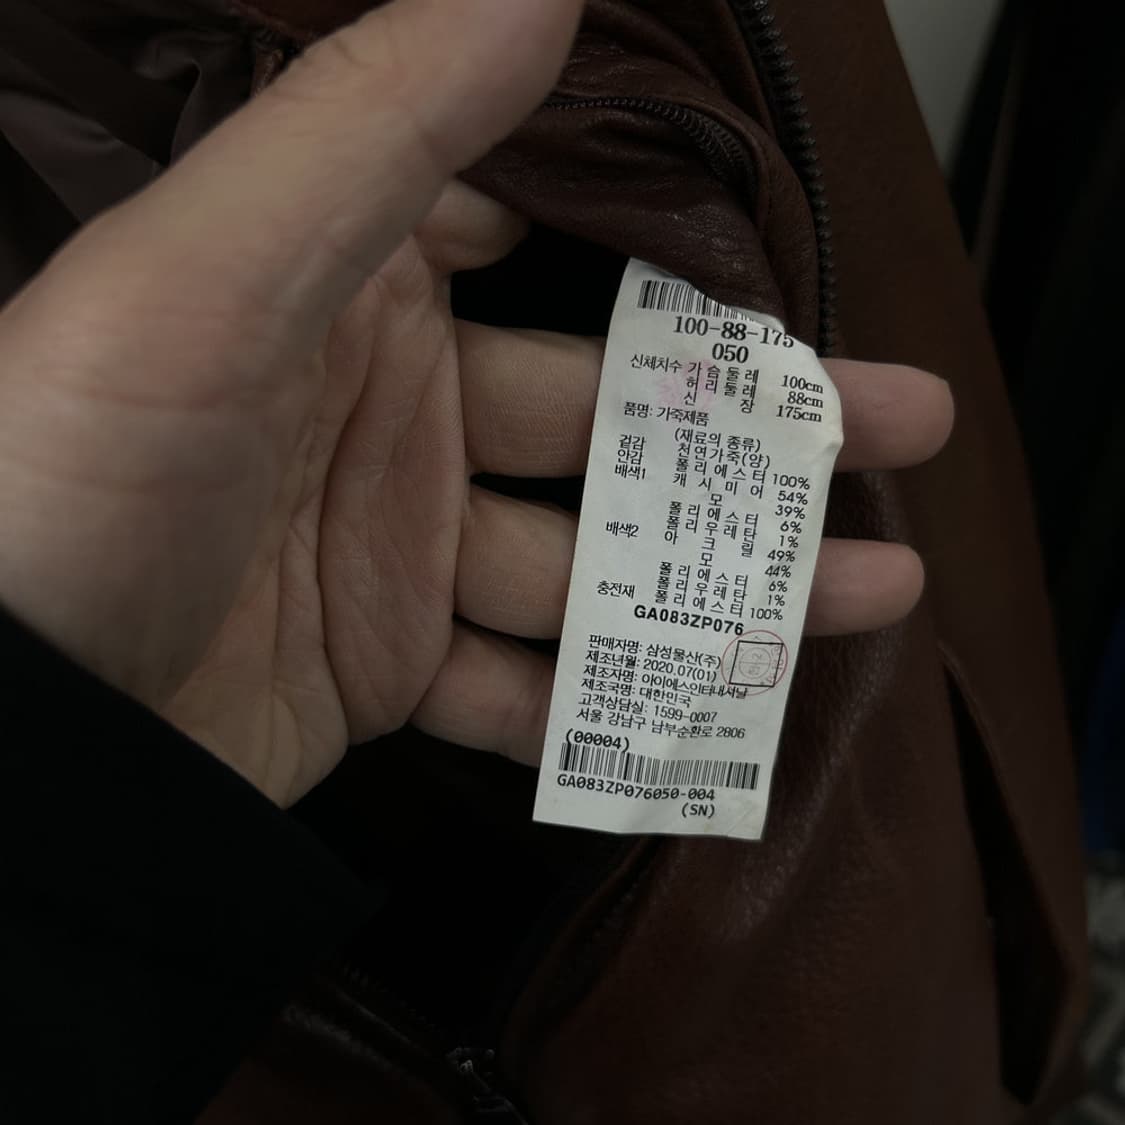 100-88-175
050
신체치수 가슴둘레 100cm
허리둘레 88cm
신장 175cm
품명: 가죽제품
(재료의 종류)
겉감 천연가죽(양)
안감 폴리에스터 100%
배색1 캐시미어 54%
모 39%
폴리에스터 6%
폴리우레탄 1%
배색2 아크릴 49%
모 44%
폴리에스터 6%
폴리우레탄 1%
충전재 폴리에스터 100%
GA083ZP076
판매자명: 삼성물산(주)
제조년월: 2020.07(01)
제조자명: 아이에스인터내셔날
제조국명: 대한민국
고객상담실: 1599-0007
서울 강남구 남부순환로 2806
(00004)
GA083ZP076050-004
(SN)